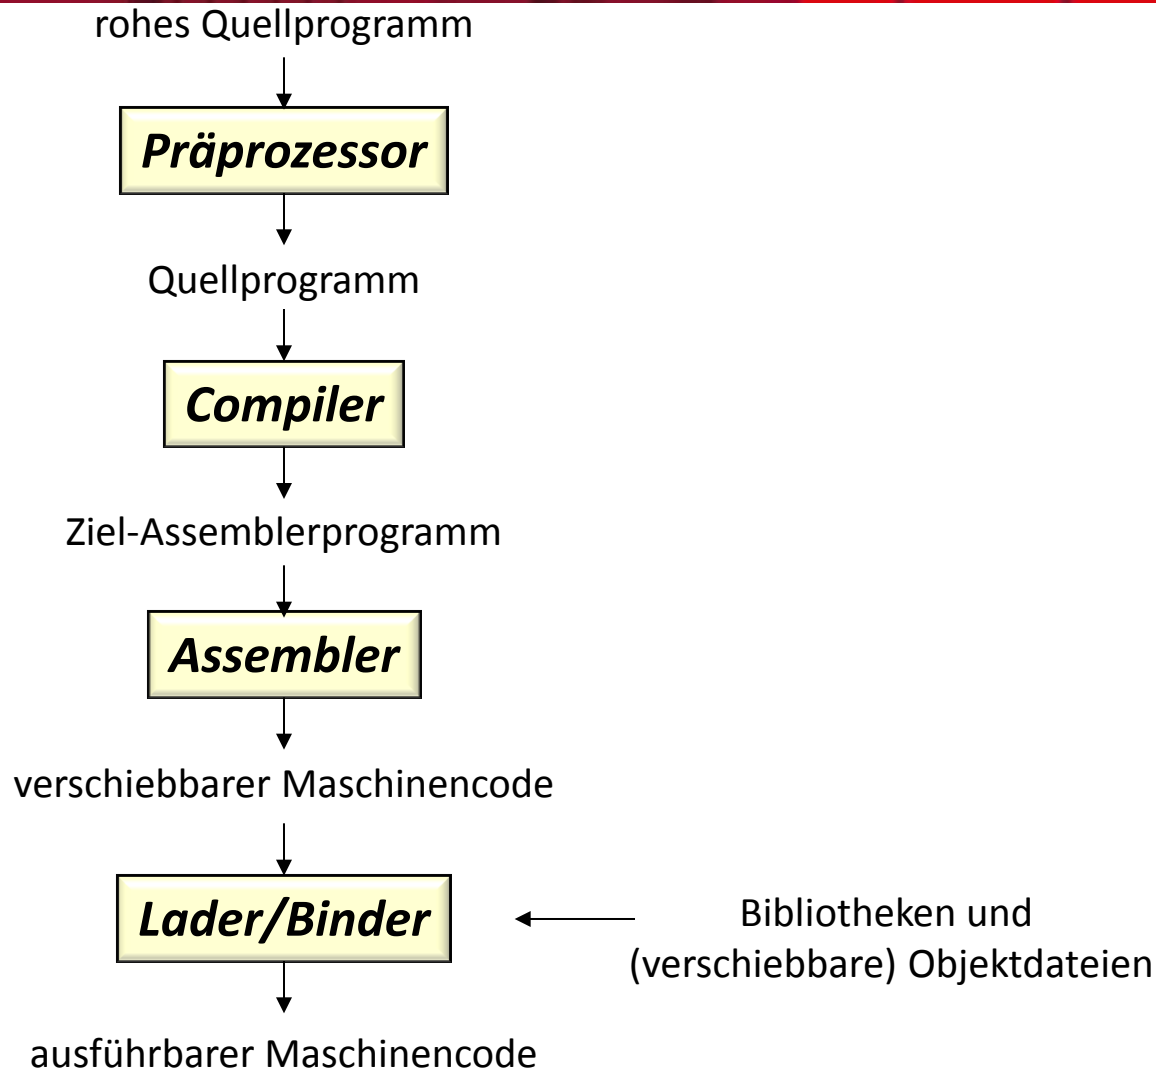 rohes Quellprogramm
Präprozessor
Quellprogramm
Compiler
Ziel-Assemblerprogramm
Assembler
verschiebbarer Maschinencode
Lader/Binder
Bibliotheken und
(verschiebbare) Objektdateien
ausführbarer Maschinencode